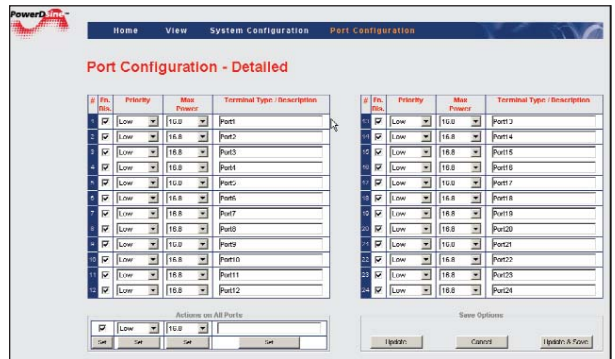 PowerDsine
Home View System Configuration Port Configuration
Port Configuration - Detailed
# En. Dis. Priority Max Power Terminal Type / Description
1 Low 16.8 Port1
2 Low 16.8 Port2
3 Low 16.8 Port3
4 Low 16.8 Port4
5 Low 16.8 Port5
6 Low 16.8 Port6
7 Low 16.8 Port7
8 Low 16.8 Port8
9 Low 16.8 Port9
10 Low 16.8 Port10
11 Low 16.8 Port11
12 Low 16.8 Port12
# En. Dis. Priority Max Power Terminal Type / Description
13 Low 16.8 Port13
14 Low 16.8 Port14
15 Low 16.8 Port15
16 Low 16.8 Port16
17 Low 16.8 Port17
18 Low 16.8 Port18
19 Low 16.8 Port19
20 Low 16.8 Port20
21 Low 16.8 Port21
22 Low 16.8 Port22
23 Low 16.8 Port23
24 Low 16.8 Port24
Actions on All Ports
Low 16.8
Set Set Set Set
Save Options
Update Cancel Update & Save